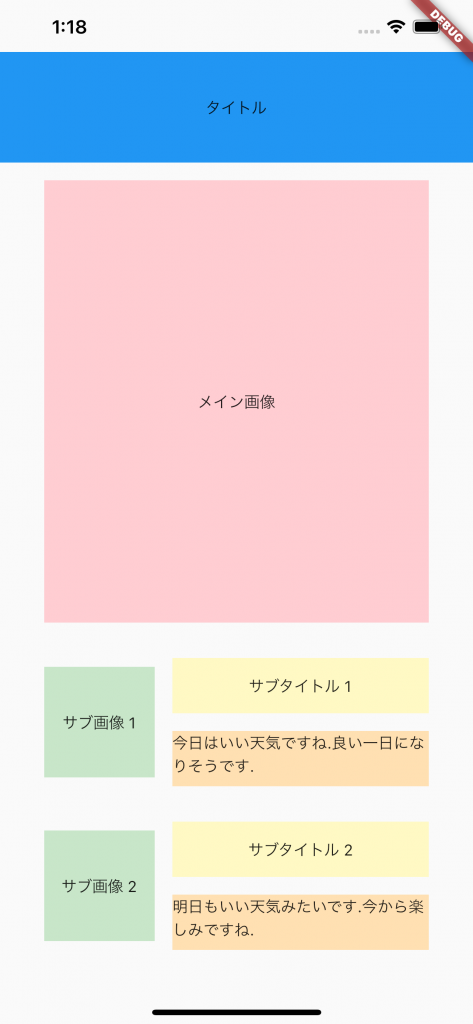 1:18
DEBUG
タイトル
メイン画像
サブ画像 1
サブタイトル 1
今日はいい天気ですね.良い一日にな
りそうです.
サブ画像 2
サブタイトル 2
明日もいい天気みたいです.今から楽
しみですね.